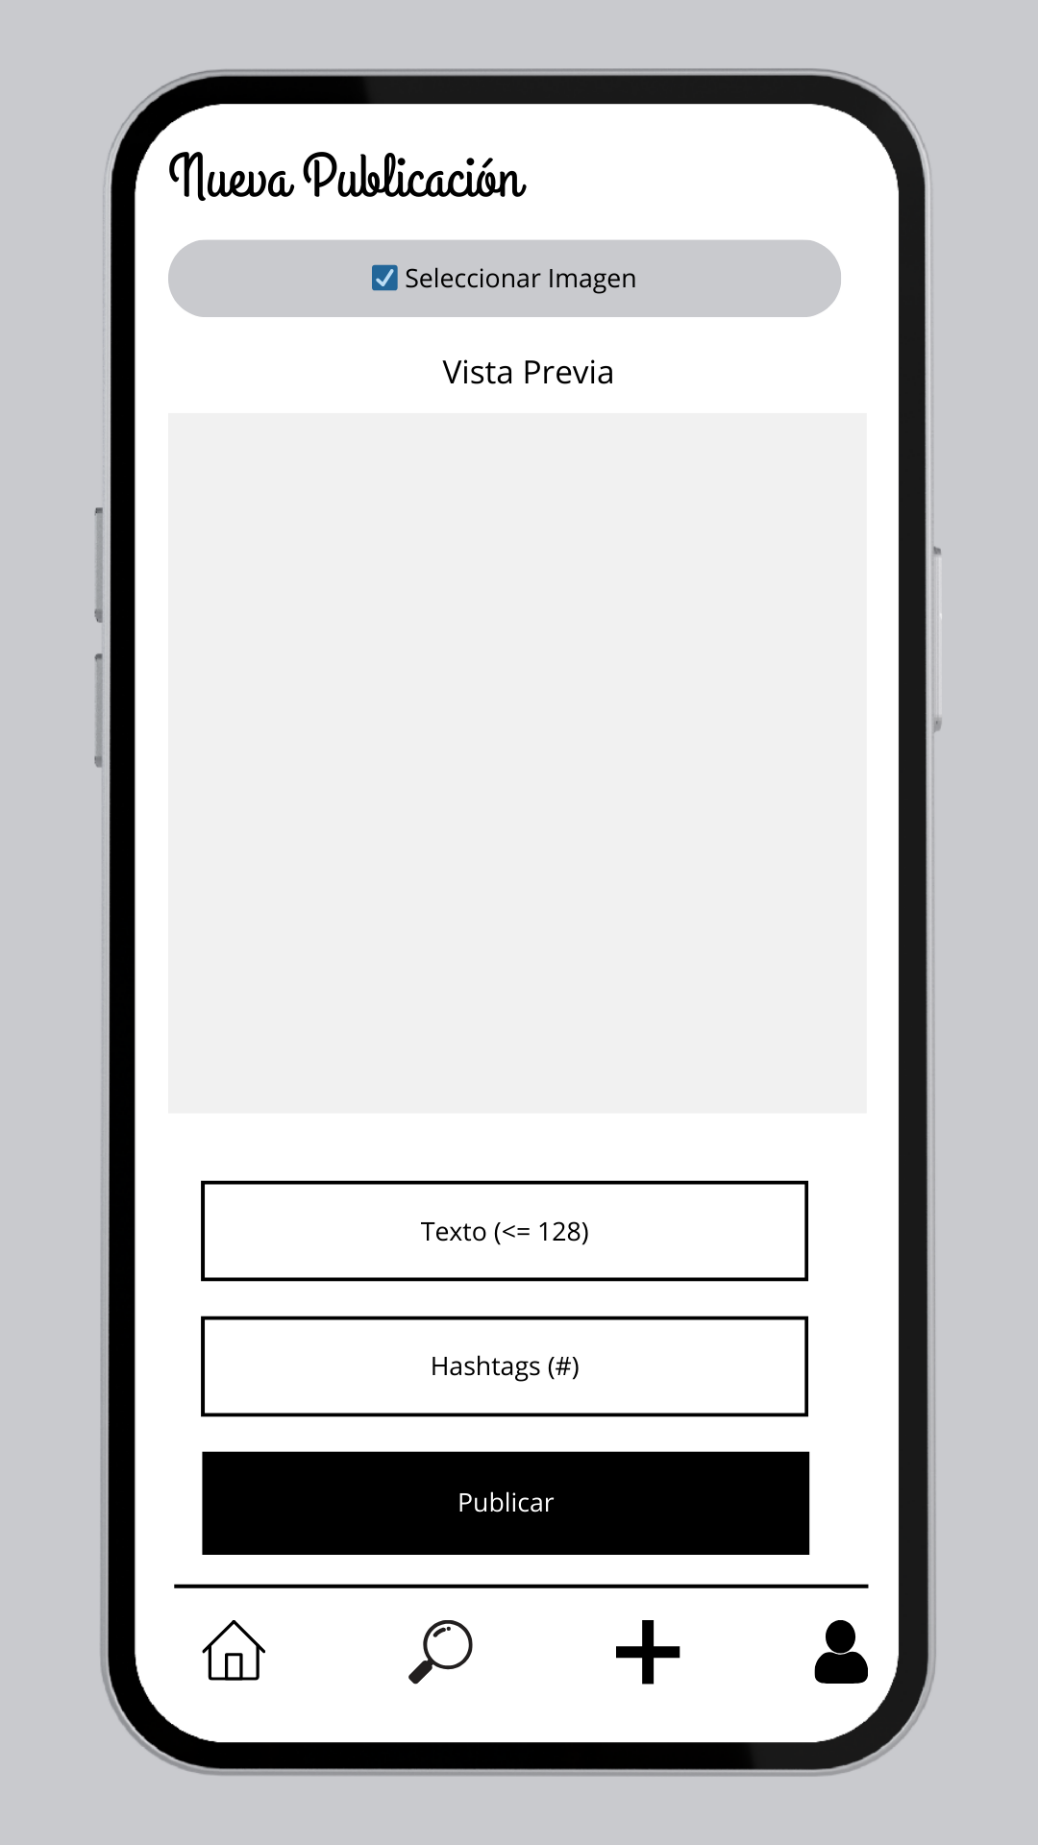 Nueva Publicación
Seleccionar Imagen
Vista Previa
Texto (<= 128)
Hashtags (#)
Publicar